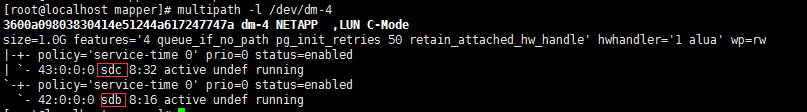 [root@localhost mapper]# multipath -l /dev/dm-4
3600a09803830414e51244a617247747a dm-4 NETAPP  ,LUN C-Mode
size=1.0G features='4 queue_if_no_path pg_init_retries 50 retain_attached_hw_handle' hwhandler='1 alua' wp=rw
|-+- policy='service-time 0' prio=0 status=enabled
| `- 43:0:0:0 sdc 8:32 active undef running
`-+- policy='service-time 0' prio=0 status=enabled
  `- 42:0:0:0 sdb 8:16 active undef running